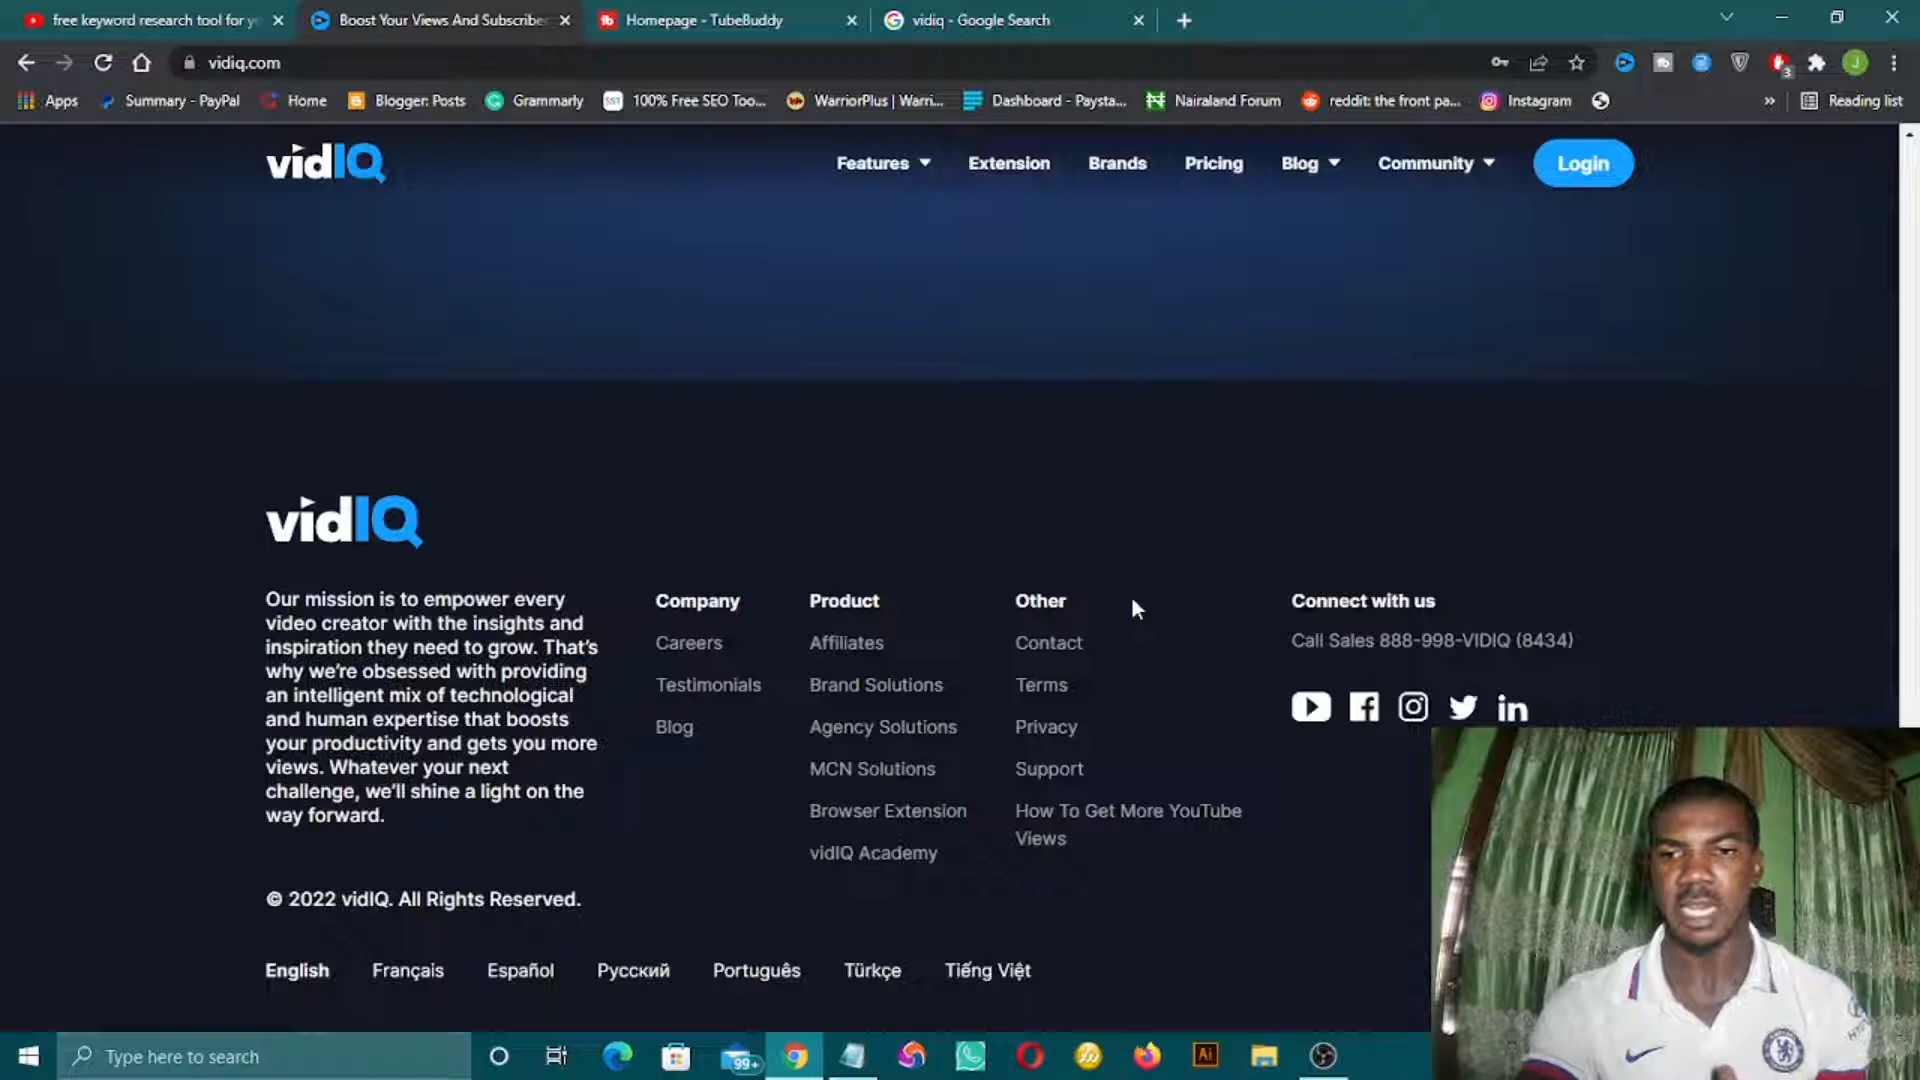 free keyword research tool for y
Boost Your Views And Subscribe
Homepage - TubeBuddy
vidiq - Google Search
vidiq.com
3
J
Apps
Summary - PayPal
Home
Blogger: Posts
Grammarly
100% Free SEO Too...
WarriorPlus | Warri...
Dashboard - Paysta...
Nairaland Forum
reddit: the front pa...
Instagram
»
Reading list
vidIQ
Features
Extension
Brands
Pricing
Blog
Community
Login
vidIQ
Our mission is to empower every
video creator with the insights and
inspiration they need to grow. That's
why we're obsessed with providing
an intelligent mix of technological
and human expertise that boosts
your productivity and gets you more
views. Whatever your next
challenge, we'll shine a light on the
way forward.
© 2022 vidIQ. All Rights Reserved.
Company
Careers
Testimonials
Blog
Product
Affiliates
Brand Solutions
Agency Solutions
MCN Solutions
Browser Extension
vidIQ Academy
Other
Contact
Terms
Privacy
Support
How To Get More YouTube
Views
Connect with us
Call Sales 888-998-VIDIQ (8434)
English
Français
Español
Русский
Português
Türkçe
Tiếng Việt
Type here to search
99+
Ai